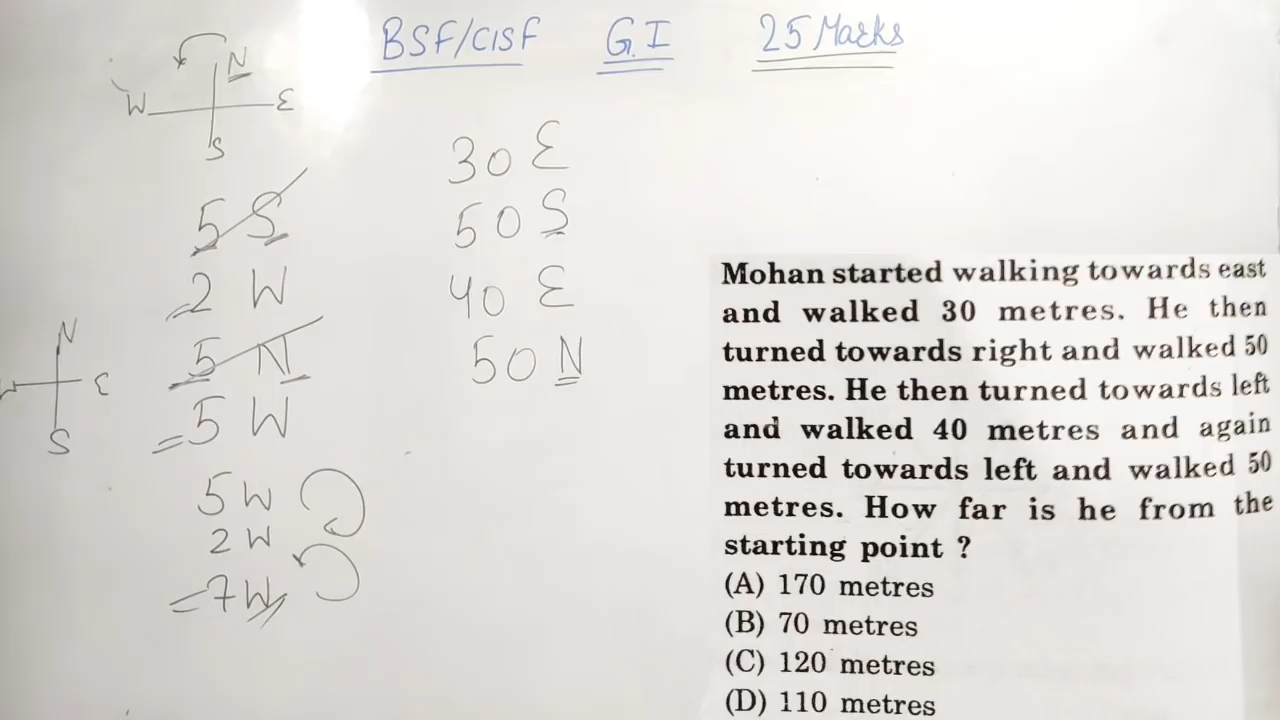 BSF/CISF G.I 25 Marks
N
W E
S
5 S
2 W
5 N
= 5 W
5 W
2 W
= 7 W
N
E
S
30 E
50 S
40 E
50 N
Mohan started walking towards east
and walked 30 metres. He then
turned towards right and walked 50
metres. He then turned towards left
and walked 40 metres and again
turned towards left and walked 50
metres. How far is he from the
starting point ?
(A) 170 metres
(B) 70 metres
(C) 120 metres
(D) 110 metres